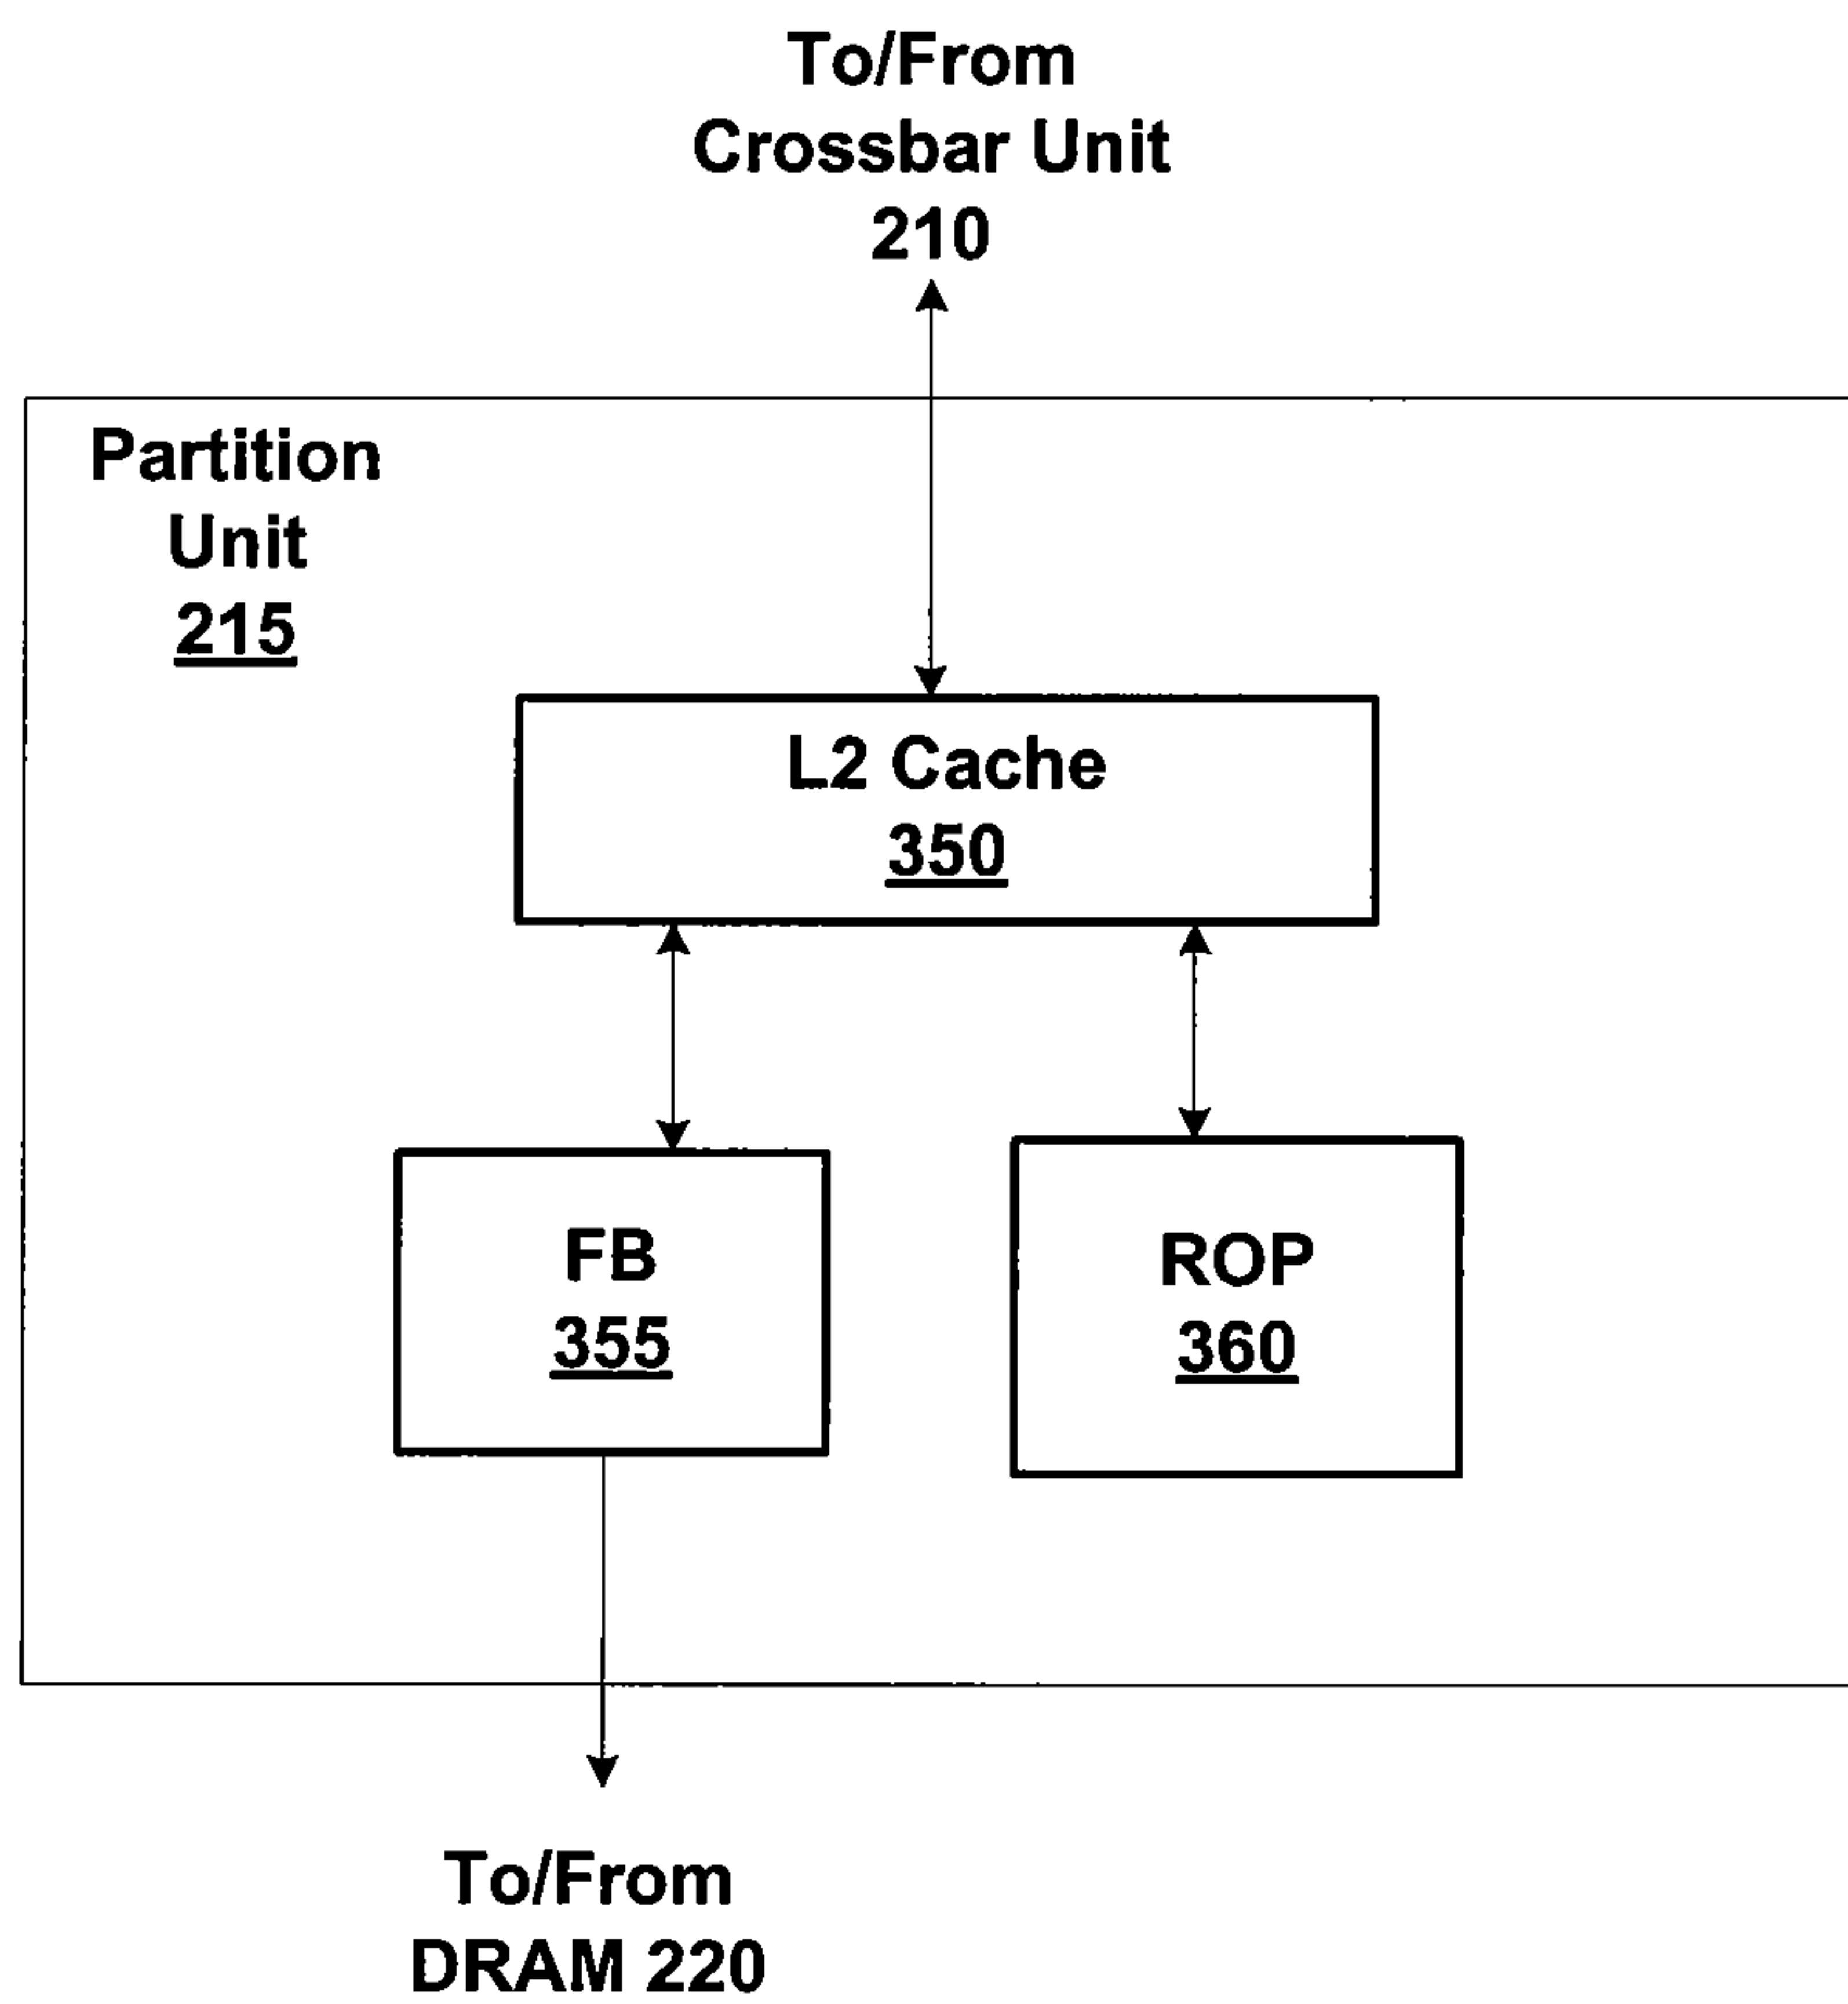 To/From
Crossbar Unit
210
Partition
Unit
215
L2 Cache
350
FB
355
ROP
360
To/From
DRAM 220